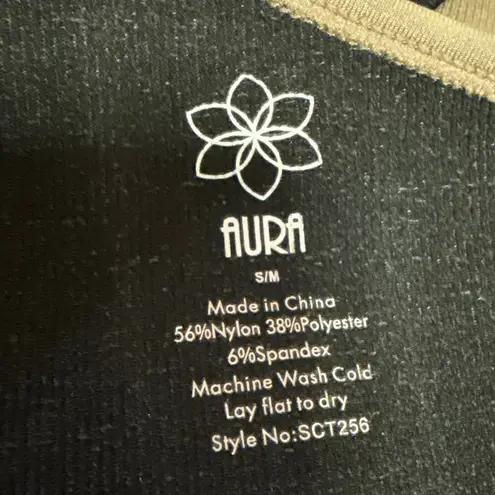 AURA
S/M
Made in China
56%Nylon 38%Polyester
6%Spandex
Machine Wash Cold
Lay flat to dry
Style No:SCT256